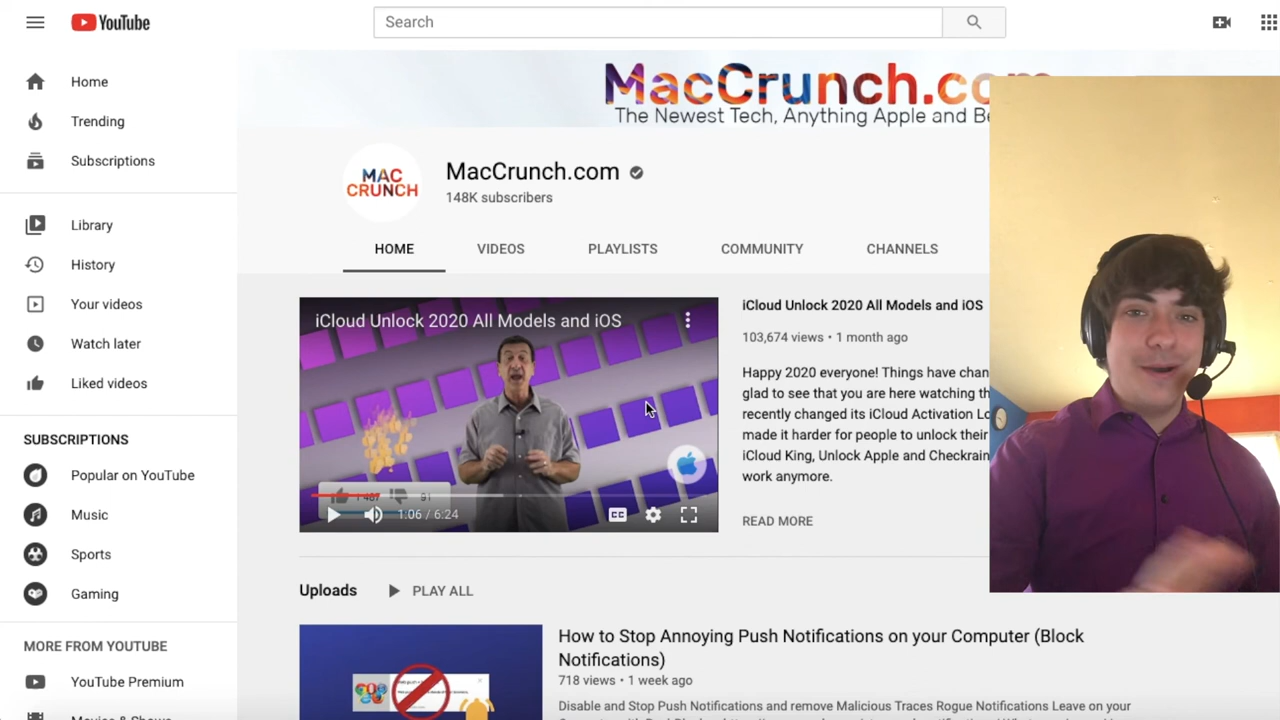 YouTube
Search
Home
Trending
Subscriptions
Library
History
Your videos
Watch later
Liked videos
SUBSCRIPTIONS
Popular on YouTube
Music
Sports
Gaming
MORE FROM YOUTUBE
YouTube Premium
MacCrunch.com
The Newest Tech, Anything Apple and Be
MAC
CRUNCH
MacCrunch.com
148K subscribers
HOME
VIDEOS
PLAYLISTS
COMMUNITY
CHANNELS
iCloud Unlock 2020 All Models and iOS
1:06 / 6:24
CC
iCloud Unlock 2020 All Models and iOS
103,674 views • 1 month ago
Happy 2020 everyone! Things have chan
glad to see that you are here watching th
recently changed its iCloud Activation Lo
made it harder for people to unlock their
iCloud King, Unlock Apple and Checkrain
work anymore.
READ MORE
Uploads
PLAY ALL
How to Stop Annoying Push Notifications on your Computer (Block
Notifications)
718 views • 1 week ago
Disable and Stop Push Notifications and remove Malicious Traces Rogue Notifications Leave on your